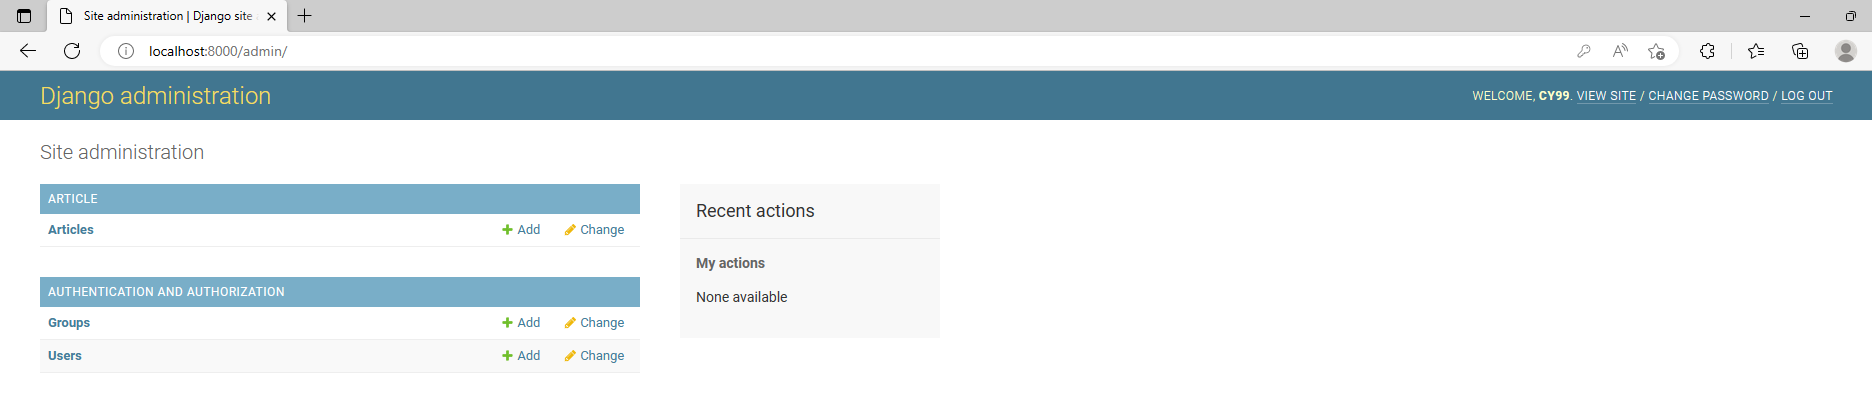 Site administration | Django site
localhost:8000/admin/
Django administration
WELCOME, CY99. VIEW SITE / CHANGE PASSWORD / LOG OUT
Site administration
ARTICLE
Articles Add Change
AUTHENTICATION AND AUTHORIZATION
Groups Add Change
Users Add Change
Recent actions
My actions
None available